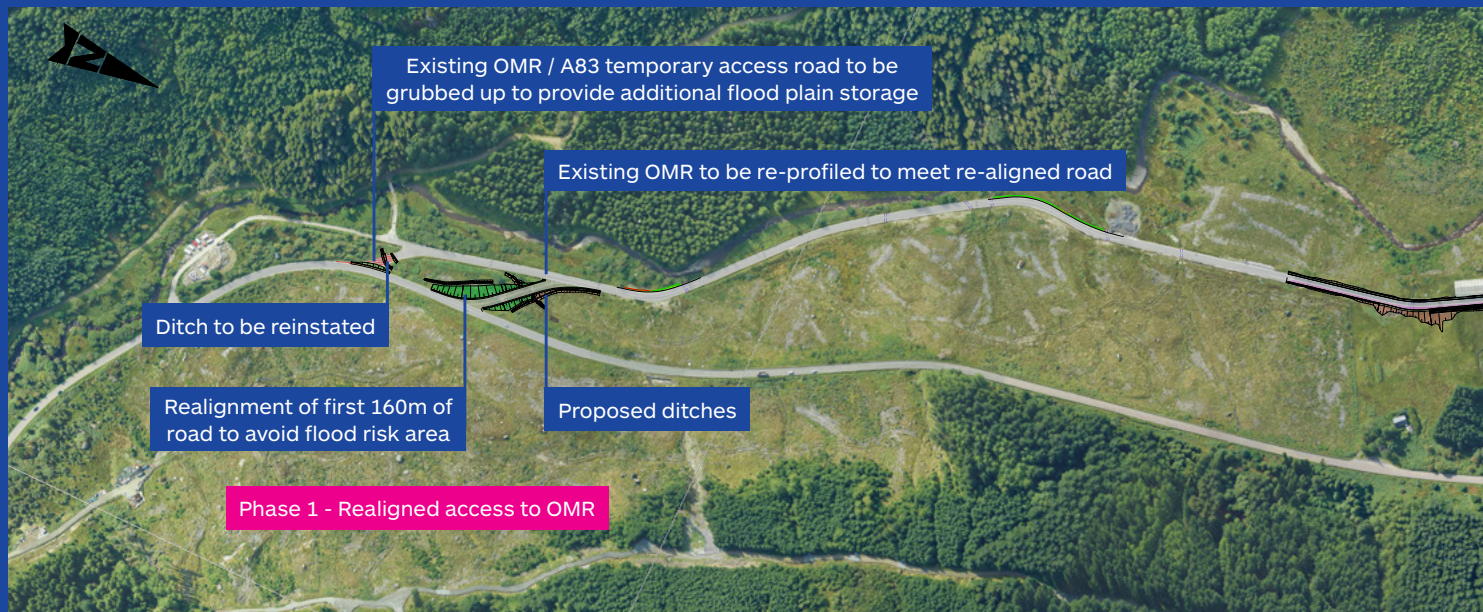 N
Existing OMR / A83 temporary access road to be
grubbed up to provide additional flood plain storage
Existing OMR to be re-profiled to meet re-aligned road
Ditch to be reinstated
Realignment of first 160m of
road to avoid flood risk area
Proposed ditches
Phase 1 - Realigned access to OMR